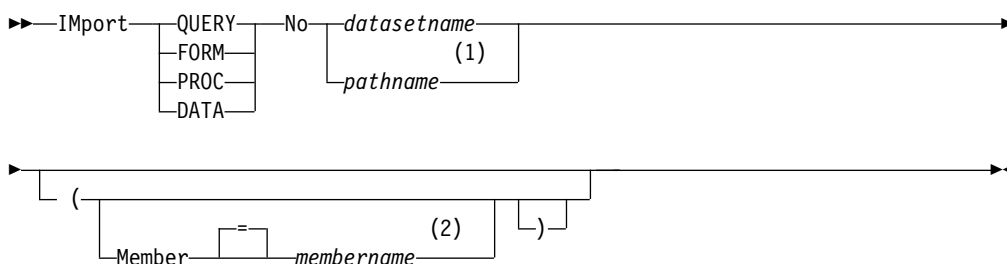 IMport QUERY No datasetname
FORM (1)
PROC pathname
DATA
(
= (2) )
Member membername